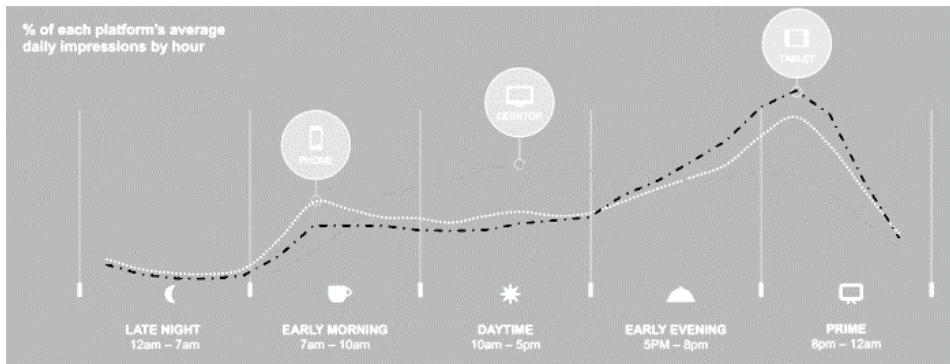 % of each platform's average
daily impressions by hour
TABLET
DESKTOP
PHONE
LATE NIGHT
12am – 7am
EARLY MORNING
7am – 10am
DAYTIME
10am – 5pm
EARLY EVENING
5PM – 8pm
PRIME
8pm – 12am